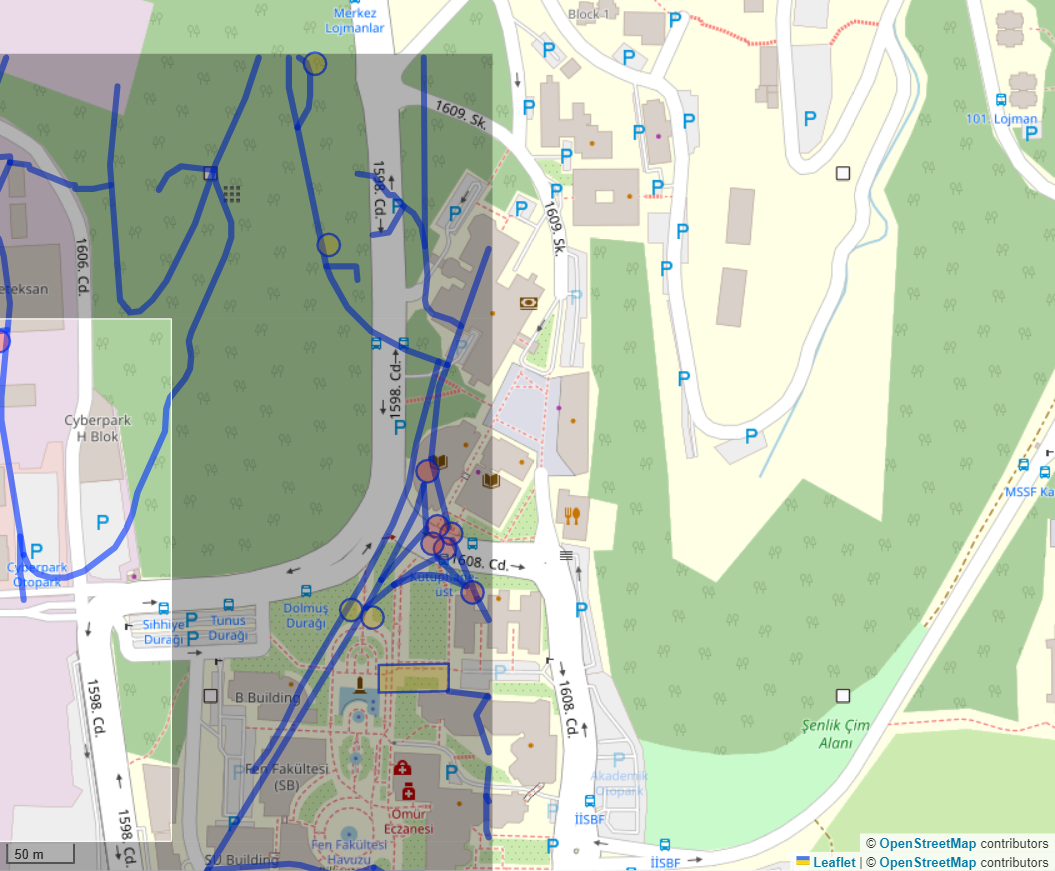 Block 1
Merkez
Lojmanlar
P
P
P
P
1609. Sk.
P
P
P
101. Lojman
P
P
P
1598. Cd.
P
P
P
P
P
1609. Sk.
P
1606. Cd.
P
P
P
P
1598. Cd.
P
Cyberpark
H Blok
P
P
MSSF Ka
P
P
1608. Cd.
Cyberpark
Otopark
Kütüphane
üst
Dolmuş
Durağı
P
Sıhhiye
Durağı
P
P
Tunus
Durağı
P
1598. Cd.
B Building
1608. Cd.
Şenlik Çim
Alanı
P
Fen Fakültesi
(SB)
P
P
Akademik
Otopark
P
Ömür
Eczanesi
P
İİSBF
1598. Cd.
Fen Fakültesi
Havuzu
P
50 m
SU Building
İİSBF
© OpenStreetMap contributors
Leaflet | © OpenStreetMap contributors